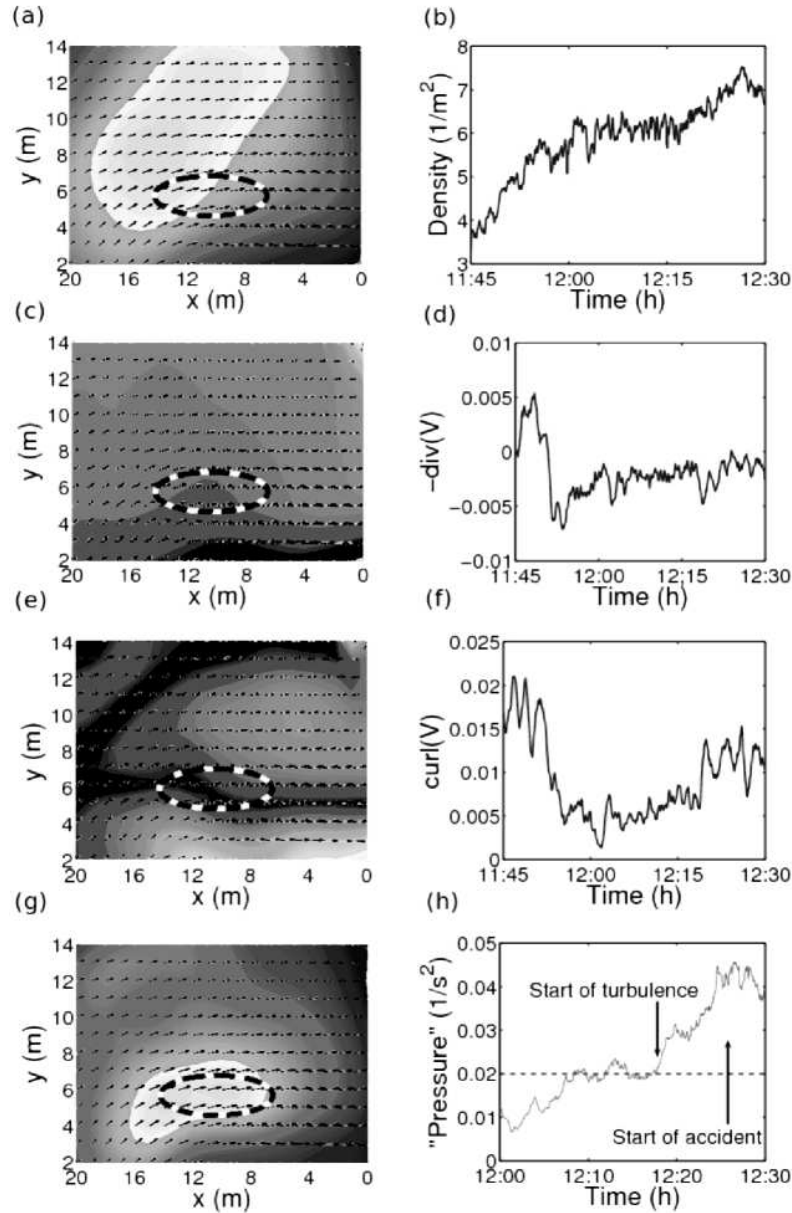 (a)
14
12
10
8
6
4
2
y (m)
20 16 12 8 4 0
x (m)
(b)
8
7
6
5
4
3
Density (1/m²)
11:45 12:00 12:15 12:30
Time (h)
(c)
14
12
10
8
6
4
2
y (m)
20 16 12 8 4 0
x (m)
(d)
0.01
0.005
0
−0.005
−0.01
−div(V)
11:45 12:00 12:15 12:30
Time (h)
(e)
14
12
10
8
6
4
2
y (m)
20 16 12 8 4 0
x (m)
(f)
0.025
0.02
0.015
0.01
0.005
0
curl(V)
11:45 12:00 12:15 12:30
Time (h)
(g)
14
12
10
8
6
4
2
y (m)
20 16 12 8 4 0
x (m)
(h)
0.05
0.04
0.03
0.02
0.01
0
"Pressure" (1/s²)
Start of turbulence
Start of accident
12:00 12:10 12:20 12:30
Time (h)